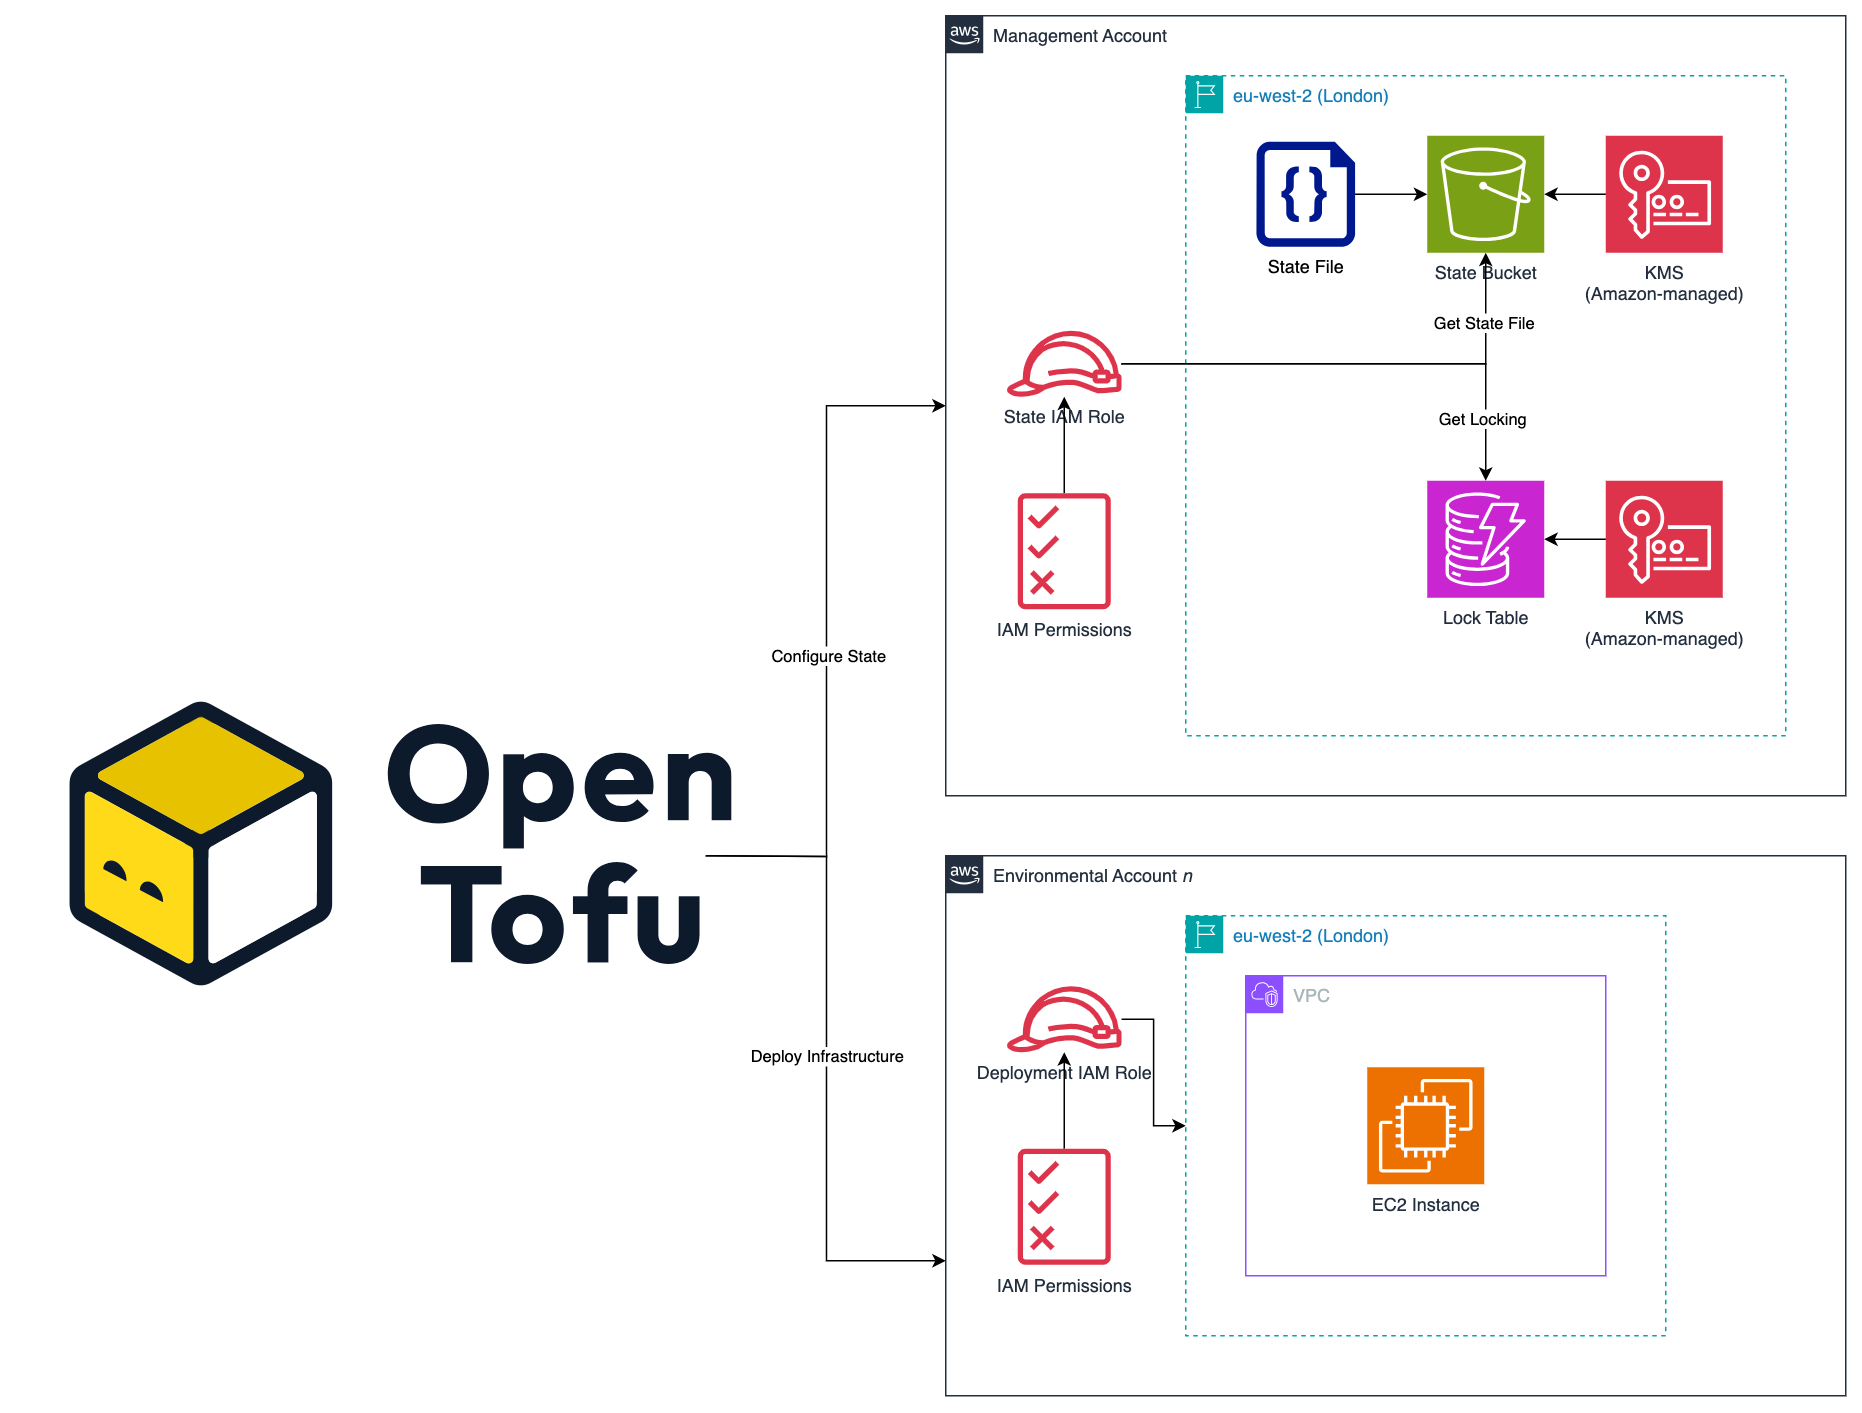 aws
Management Account
eu-west-2 (London)
{}
State File
State Bucket
KMS
(Amazon-managed)
Get State File
State IAM Role
Get Locking
IAM Permissions
Lock Table
KMS
(Amazon-managed)
Configure State
Open
Tofu
Deploy Infrastructure
aws
Environmental Account n
eu-west-2 (London)
VPC
Deployment IAM Role
EC2 Instance
IAM Permissions